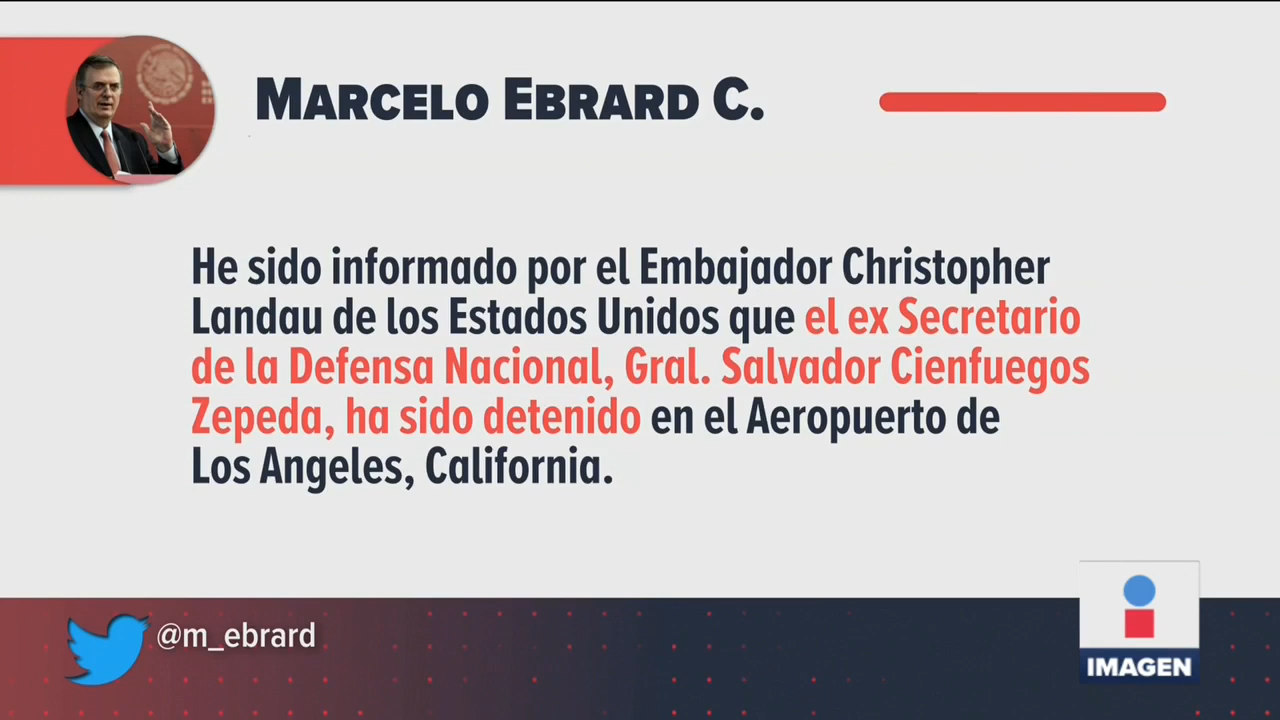 MARCELO EBRARD C.
He sido informado por el Embajador Christopher
Landau de los Estados Unidos que el ex Secretario
de la Defensa Nacional, Gral. Salvador Cienfuegos
Zepeda, ha sido detenido en el Aeropuerto de
Los Angeles, California.
@m_ebrard
IMAGEN